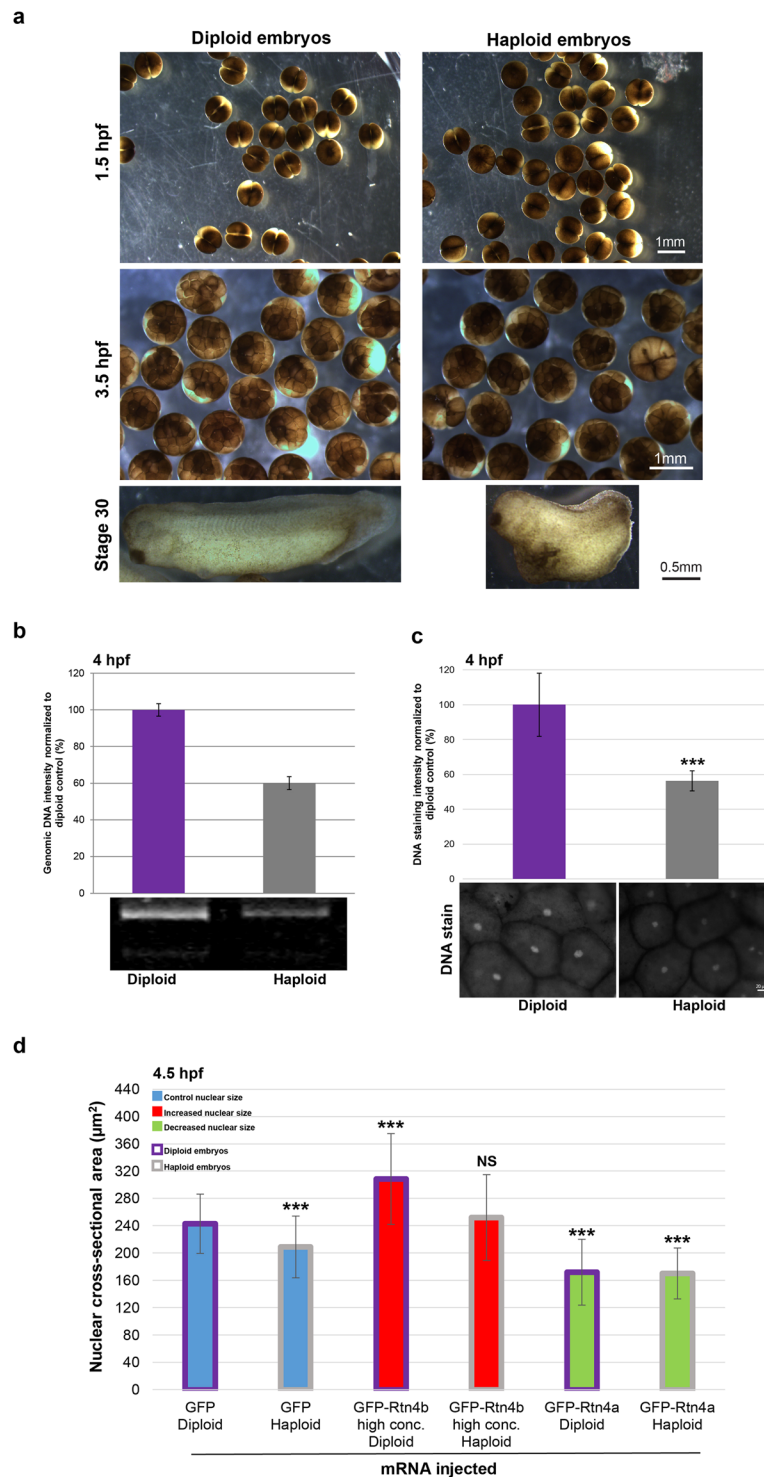 a
Diploid embryos
Haploid embryos
1.5 hpf
1mm
3.5 hpf
1mm
Stage 30
0.5mm
b
4 hpf
Genomic DNA intensity normalized to
diploid control (%)
120
100
80
60
40
20
0
Diploid
Haploid
c
4 hpf
DNA staining intensity normalized to
diploid control (%)
120
100
80
60
40
20
0
***
DNA stain
Diploid
Haploid
d
4.5 hpf
Nuclear cross-sectional area (µm²)
440
400
360
320
280
240
200
160
120
80
40
0
Control nuclear size
Increased nuclear size
Decreased nuclear size
Diploid embryos
Haploid embryos
***
***
NS
***
***
GFP
Diploid
GFP
Haploid
GFP-Rtn4b
high conc.
Diploid
GFP-Rtn4b
high conc.
Haploid
GFP-Rtn4a
Diploid
GFP-Rtn4a
Haploid
mRNA injected